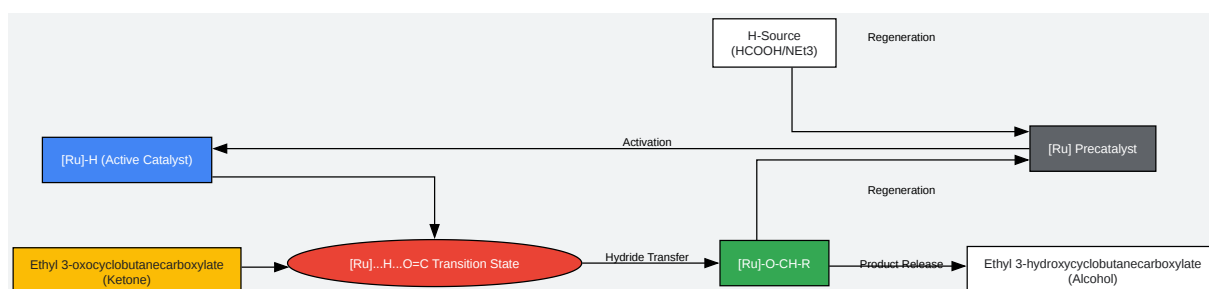 H-Source
(HCOOH/NEt3)
Regeneration
Activation
[Ru]-H (Active Catalyst)
[Ru] Precatalyst
Regeneration
Ethyl 3-oxocyclobutanecarboxylate
(Ketone)
[Ru]...H...O=C Transition State
Hydride Transfer
[Ru]-O-CH-R
Product Release
Ethyl 3-hydroxycyclobutanecarboxylate
(Alcohol)